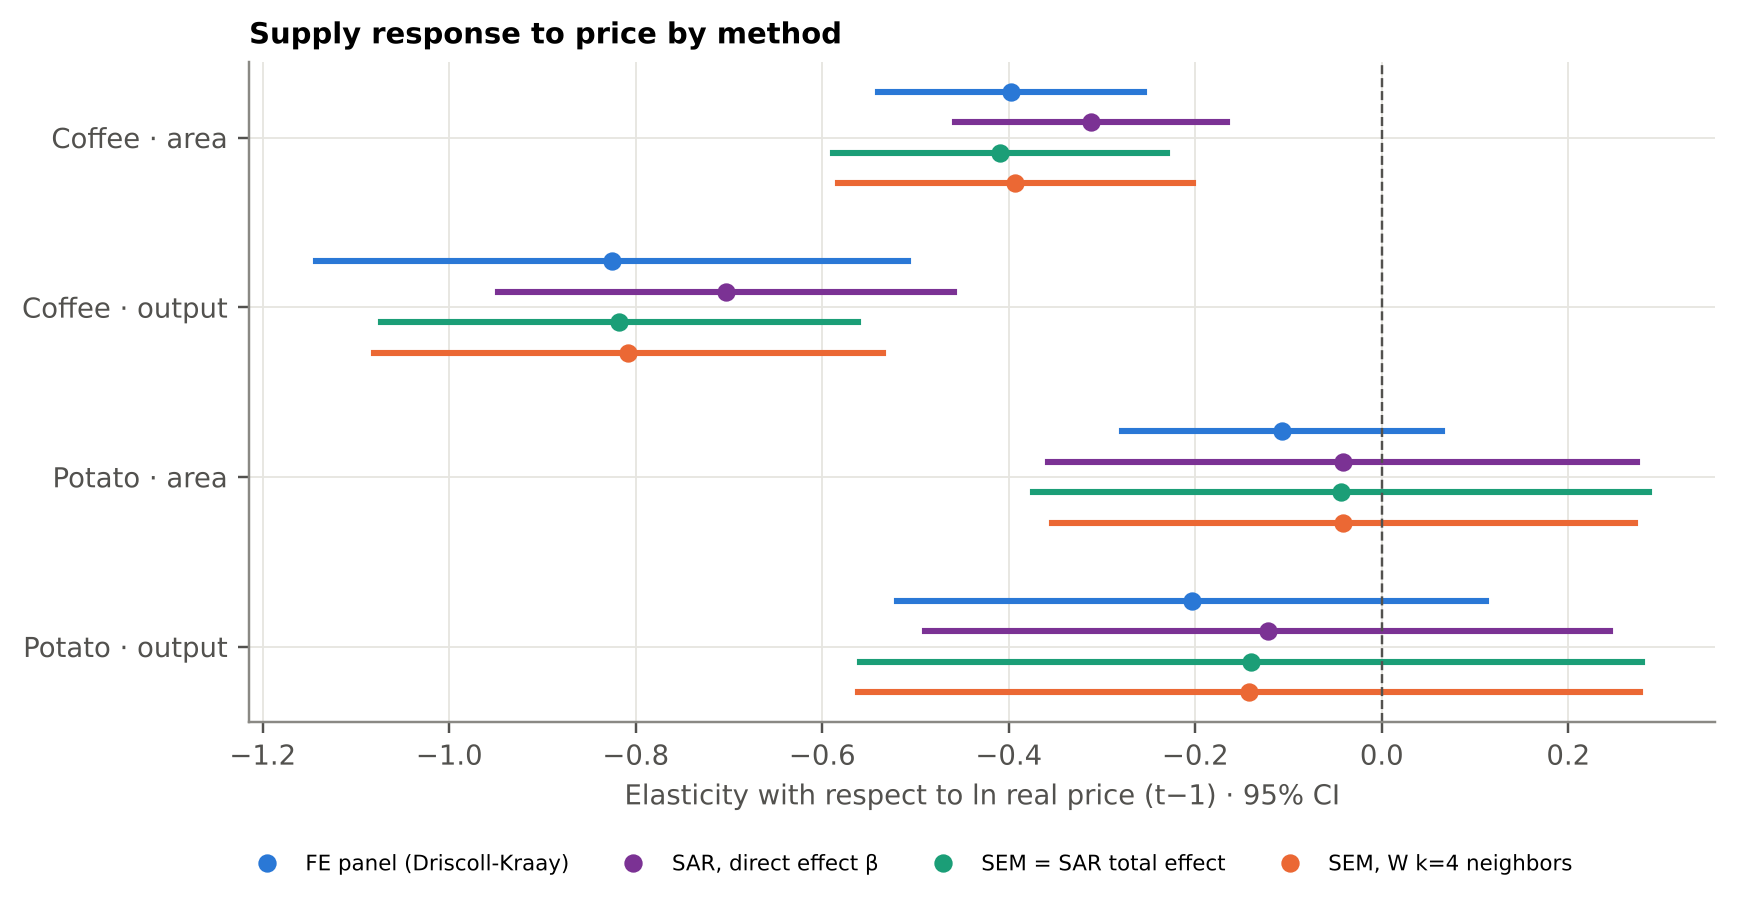 Supply response to price by method
Coffee · area
Coffee · output
Potato · area
Potato · output
−1.2 −1.0 −0.8 −0.6 −0.4 −0.2 0.0 0.2
Elasticity with respect to ln real price (t−1) · 95% CI
FE panel (Driscoll-Kraay) SAR, direct effect β SEM = SAR total effect SEM, W k=4 neighbors